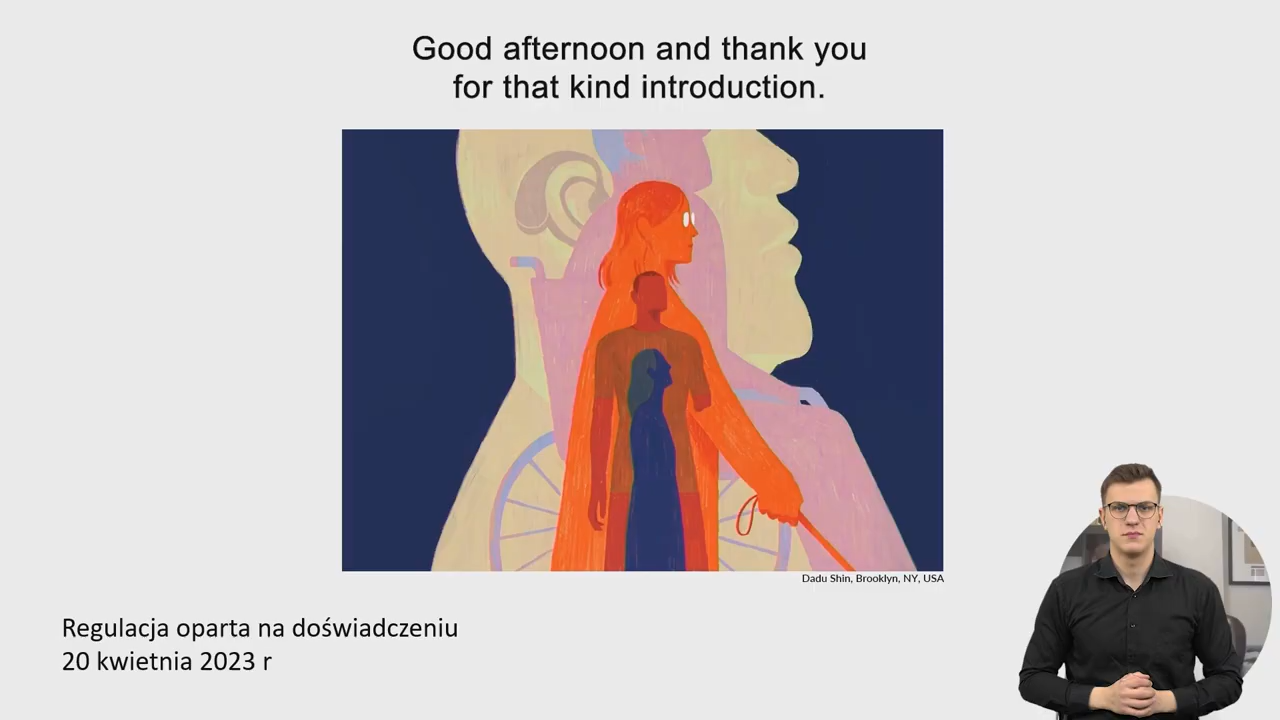 Good afternoon and thank you
for that kind introduction.
Dadu Shin, Brooklyn, NY, USA
Regulacja oparta na doświadczeniu
20 kwietnia 2023 r